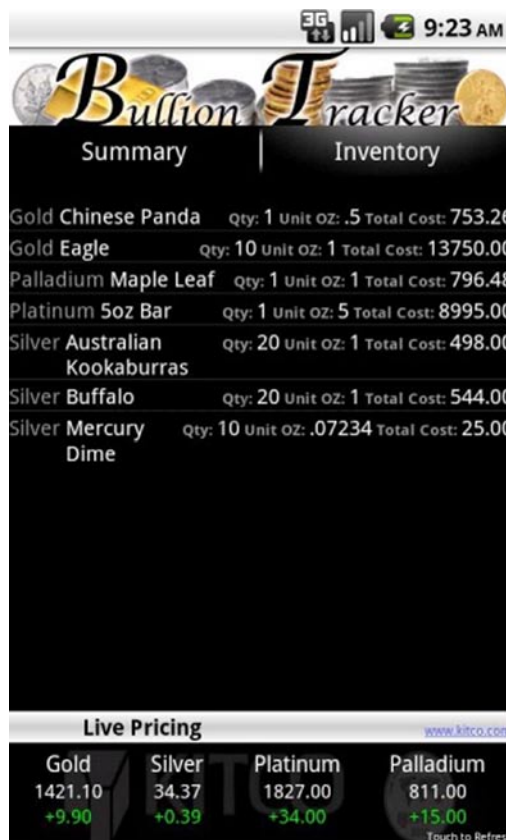 3G 9:23 AM
Bullion Tracker
Summary Inventory
Gold Chinese Panda Qty: 1 Unit OZ: .5 Total Cost: 753.26
Gold Eagle Qty: 10 Unit OZ: 1 Total Cost: 13750.00
Palladium Maple Leaf Qty: 1 Unit OZ: 1 Total Cost: 796.48
Platinum 5oz Bar Qty: 1 Unit OZ: 5 Total Cost: 8995.00
Silver Australian Qty: 20 Unit OZ: 1 Total Cost: 498.00
Kookaburras
Silver Buffalo Qty: 20 Unit OZ: 1 Total Cost: 544.00
Silver Mercury Qty: 10 Unit OZ: .07234 Total Cost: 25.00
Dime
Live Pricing www.kitco.com
KITCO
Gold Silver Platinum Palladium
1421.10 34.37 1827.00 811.00
+9.90 +0.39 +34.00 +15.00
Touch to Refres